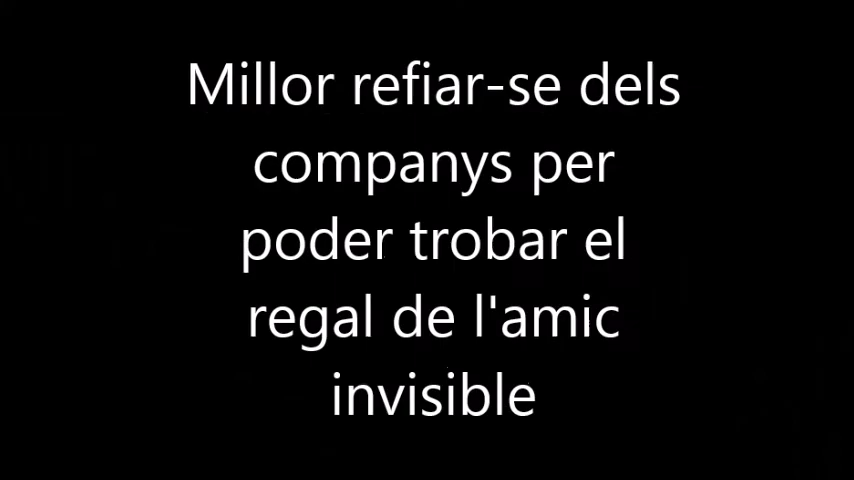 Millor refiar-se dels
companys per
poder trobar el
regal de l'amic
invisible